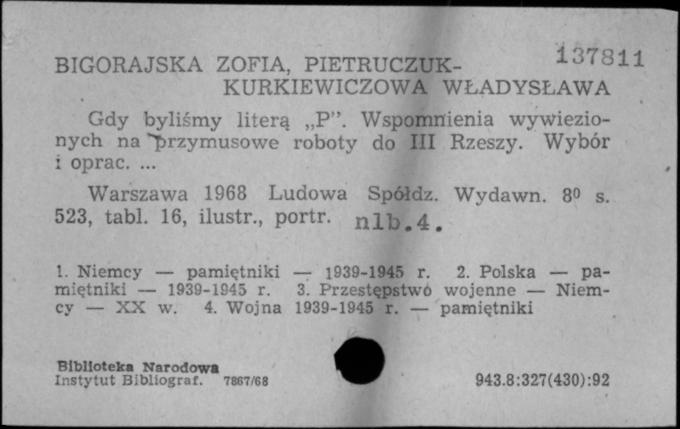 137811
BIGORAJSKA ZOFIA, PIETRUCZUK-
KURKIEWICZOWA WŁADYSŁAWA
Gdy byliśmy literą „P”. Wspomnienia wywiezio-
nych na przymusowe roboty do III Rzeszy. Wybór
i oprac. ...
Warszawa 1968 Ludowa Spółdz. Wydawn. 8⁰ s.
523, tabl. 16, ilustr., portr. nlb.4.
1. Niemcy — pamiętniki — 1939-1945 r. 2. Polska — pa-
miętniki — 1939-1945 r. 3. Przestępstwo wojenne — Niem-
cy — XX w. 4. Wojna 1939-1945 r. — pamiętniki
Biblioteka Narodowa
Instytut Bibliograf. 7867/68 943.8:327(430):92